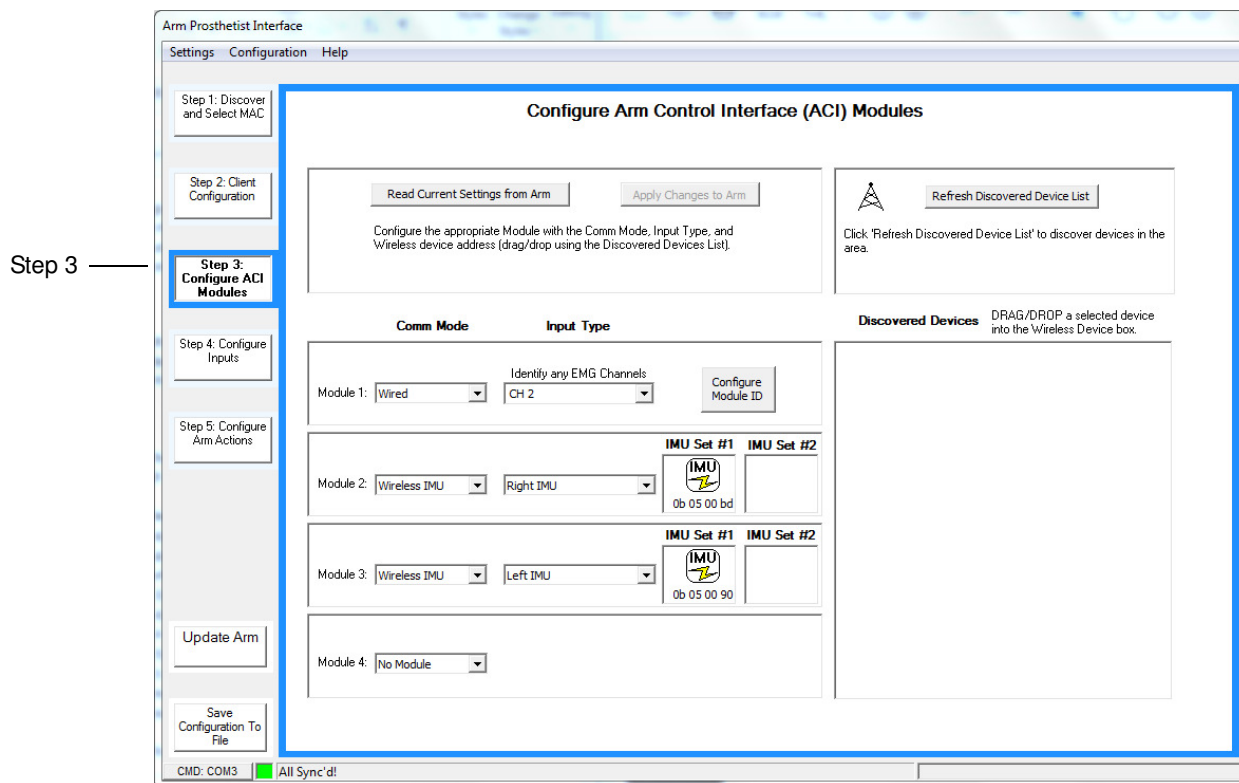 Arm Prosthetist Interface
Settings Configuration Help
Step 1: Discover
and Select MAC
Step 2: Client
Configuration
Step 3
Step 3:
Configure ACI
Modules
Step 4: Configure
Inputs
Step 5: Configure
Arm Actions
Update Arm
Save
Configuration To
File
Configure Arm Control Interface (ACI) Modules
Read Current Settings from Arm
Apply Changes to Arm
Configure the appropriate Module with the Comm Mode, Input Type, and
Wireless device address (drag/drop using the Discovered Devices List).
Refresh Discovered Device List
Click 'Refresh Discovered Device List' to discover devices in the
area.
Comm Mode
Input Type
Discovered Devices
DRAG/DROP a selected device
into the Wireless Device box.
Identify any EMG Channels
Module 1: Wired
CH 2
Configure
Module ID
IMU Set #1 IMU Set #2
IMU
Module 2: Wireless IMU
Right IMU
0b 05 00 bd
IMU Set #1 IMU Set #2
IMU
Module 3: Wireless IMU
Left IMU
0b 05 00 90
Module 4: No Module
CMD: COM3
All Sync'd!